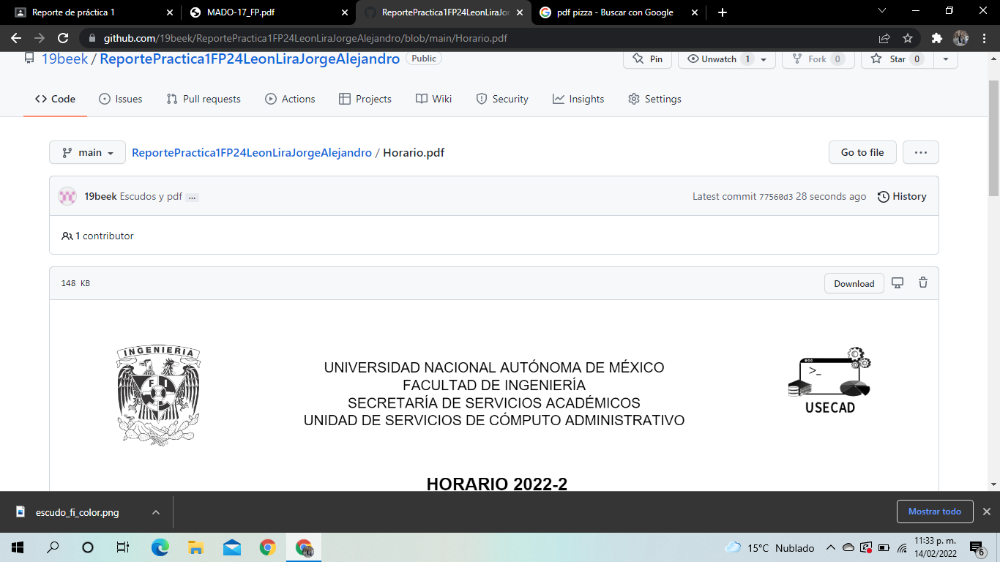 Reporte de práctica 1
MADO-17_FP.pdf
ReportePractica1FP24LeonLiraJor
pdf pizza - Buscar con Google
github.com/19beek/ReportePractica1FP24LeonLiraJorgeAlejandro/blob/main/Horario.pdf
19beek / ReportePractica1FP24LeonLiraJorgeAlejandro Public
Pin Unwatch 1 Fork 0 Star 0
Code Issues Pull requests Actions Projects Wiki Security Insights Settings
main ReportePractica1FP24LeonLiraJorgeAlejandro / Horario.pdf Go to file ...
19beek Escudos y pdf ... Latest commit 77560d3 28 seconds ago History
1 contributor
148 KB Download
INGENIERIA
F I
UNIVERSIDAD NACIONAL AUTÓNOMA DE MÉXICO
FACULTAD DE INGENIERÍA
SECRETARÍA DE SERVICIOS ACADÉMICOS
UNIDAD DE SERVICIOS DE CÓMPUTO ADMINISTRATIVO
>_
USECAD
HORARIO 2022-2
escudo_fi_color.png Mostrar todo
15°C Nublado
11:33 p. m.
14/02/2022
6